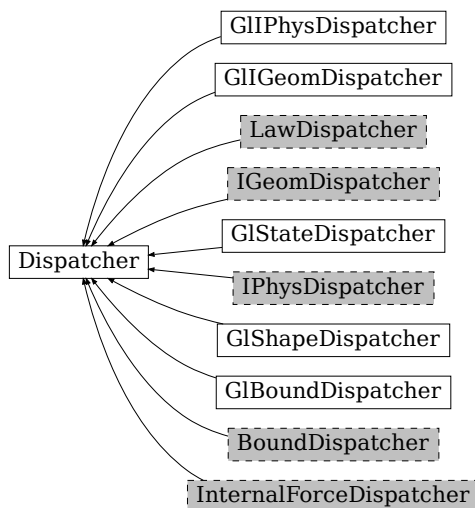 GlIPhysDispatcher
GlIGeomDispatcher
LawDispatcher
IGeomDispatcher
GlStateDispatcher
Dispatcher
IPhysDispatcher
GlShapeDispatcher
GlBoundDispatcher
BoundDispatcher
InternalForceDispatcher